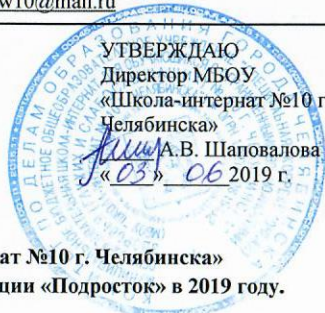 w10@mail.ru
УТВЕРЖДАЮ
Директор МБОУ
«Школа-интернат №10 г.
Челябинска»
А.В. Шаповалова
«03» 06 2019 г.
ат №10 г. Челябинска»
ции «Подросток» в 2019 году.